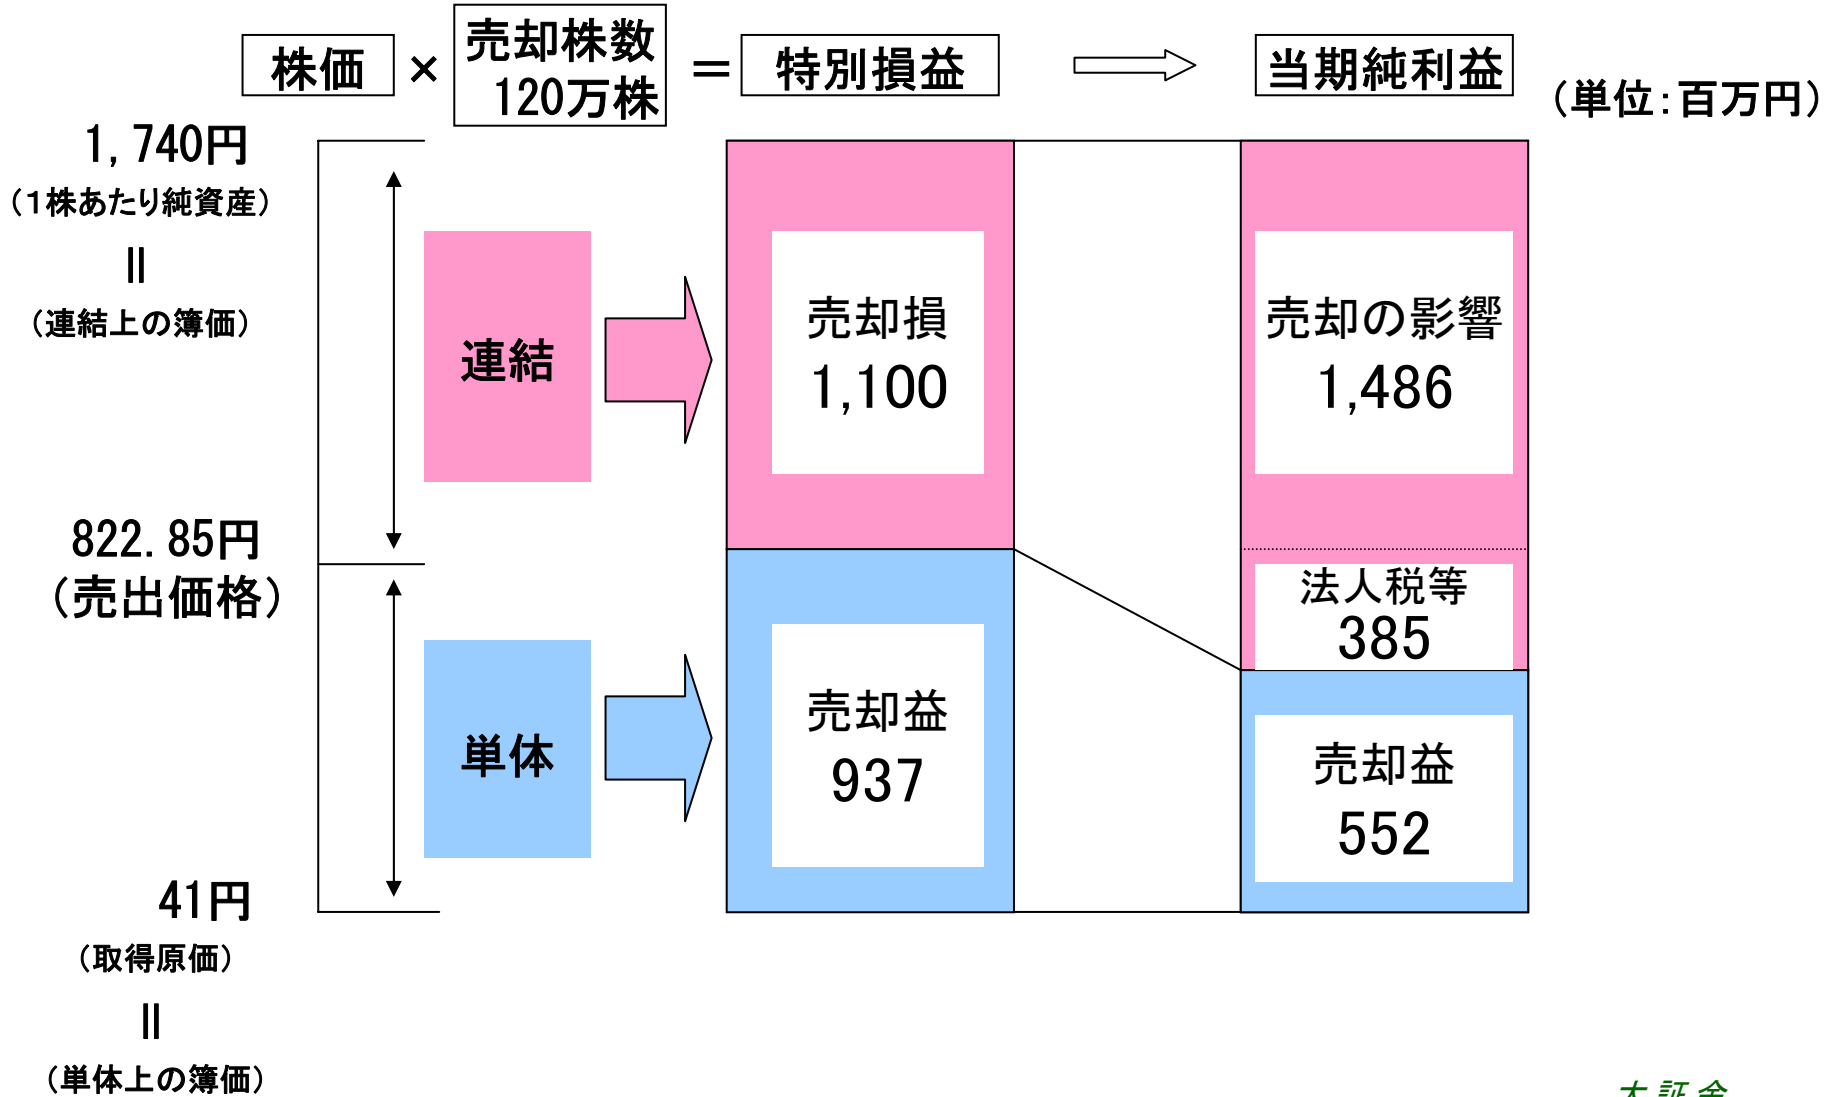 株価 × 売却株数 = 特別損益 ⇨ 当期純利益
120万株
(単位:百万円)
1,740円
(1株あたり純資産)
||
(連結上の簿価)
連結
売却損
1,100
売却の影響
1,486
822.85円
(売出価格)
法人税等
385
単体
売却益
937
売却益
552
41円
(取得原価)
||
(単体上の簿価)
大証金